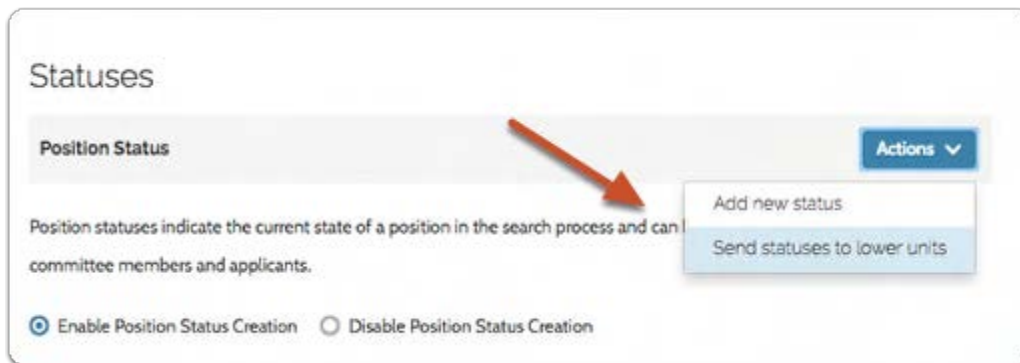 Statuses
Position Status
Actions
Add new status
Send statuses to lower units
Position statuses indicate the current state of a position in the search process and can
committee members and applicants.
Enable Position Status Creation Disable Position Status Creation